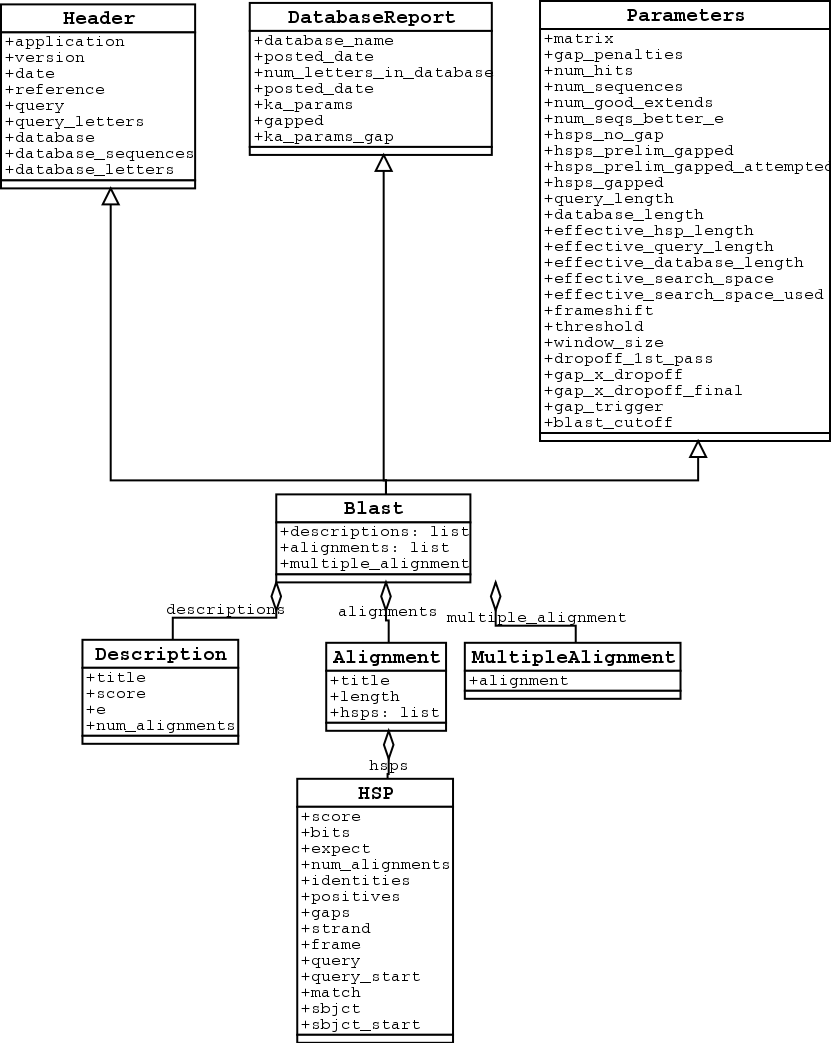 Header
+application
+version
+date
+reference
+query
+query_letters
+database
+database_sequences
+database_letters
DatabaseReport
+database_name
+posted_date
+num_letters_in_database
+posted_date
+ka_params
+gapped
+ka_params_gap
Parameters
+matrix
+gap_penalties
+num_hits
+num_sequences
+num_good_extends
+num_seqs_better_e
+hsps_no_gap
+hsps_prelim_gapped
+hsps_prelim_gapped_attempted
+hsps_gapped
+query_length
+database_length
+effective_hsp_length
+effective_query_length
+effective_database_length
+effective_search_space
+effective_search_space_used
+frameshift
+threshold
+window_size
+dropoff_1st_pass
+gap_x_dropoff
+gap_x_dropoff_final
+gap_trigger
+blast_cutoff
Blast
+descriptions: list
+alignments: list
+multiple_alignment
descriptions
alignments
multiple_alignment
Description
+title
+score
+e
+num_alignments
Alignment
+title
+length
+hsps: list
MultipleAlignment
+alignment
hsps
HSP
+score
+bits
+expect
+num_alignments
+identities
+positives
+gaps
+strand
+frame
+query
+query_start
+match
+sbjct
+sbjct_start